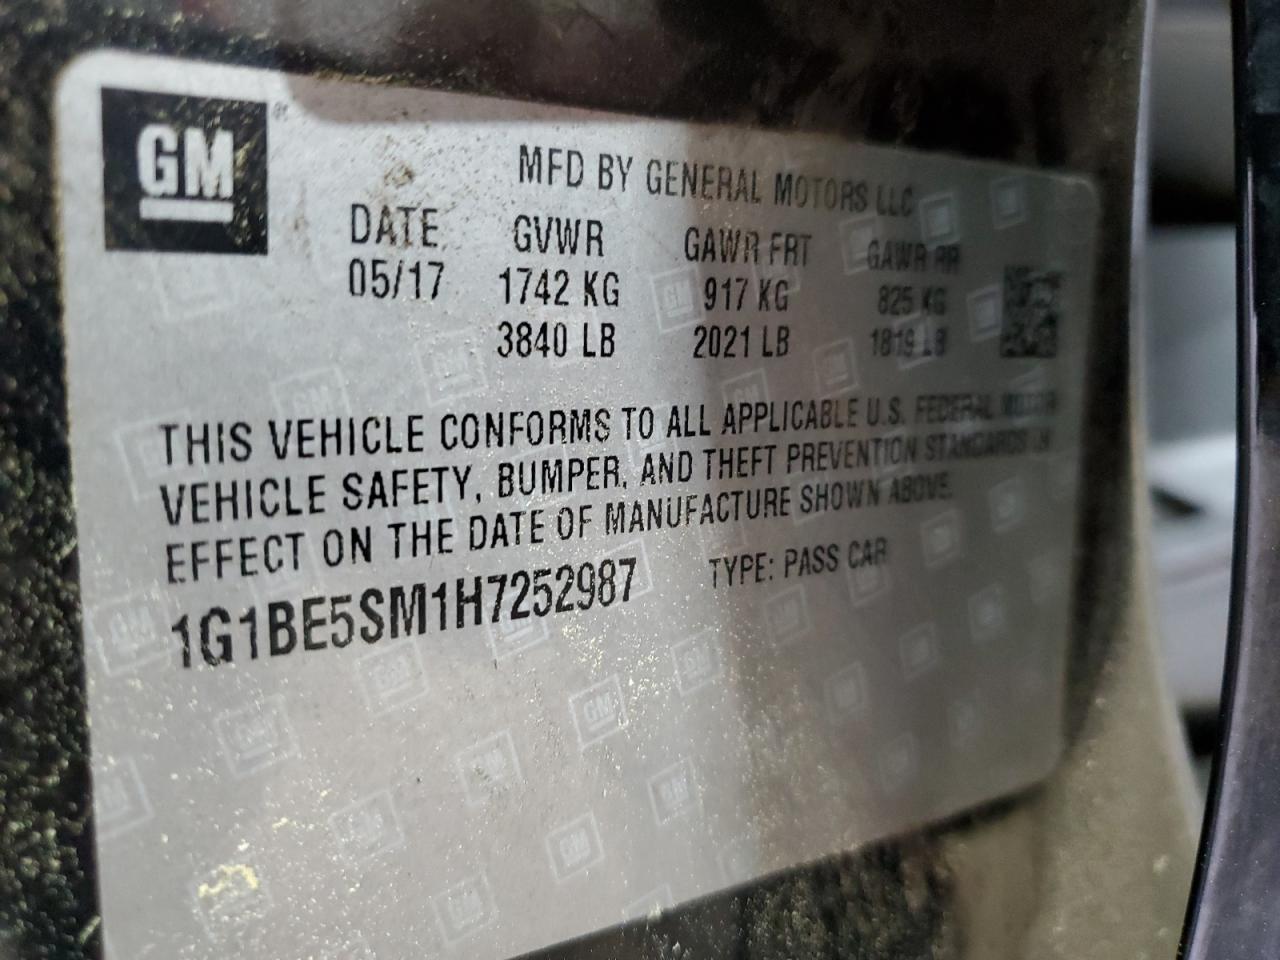 GM
MFD BY GENERAL MOTORS LLC
DATE GVWR GAWR FRT GAWR RR
05/17 1742 KG 917 KG 825 KG
3840 LB 2021 LB 1819 LB
THIS VEHICLE CONFORMS TO ALL APPLICABLE U.S. FEDERAL MOTOR
VEHICLE SAFETY, BUMPER, AND THEFT PREVENTION STANDARDS IN
EFFECT ON THE DATE OF MANUFACTURE SHOWN ABOVE.
1G1BE5SM1H7252987 TYPE: PASS CAR